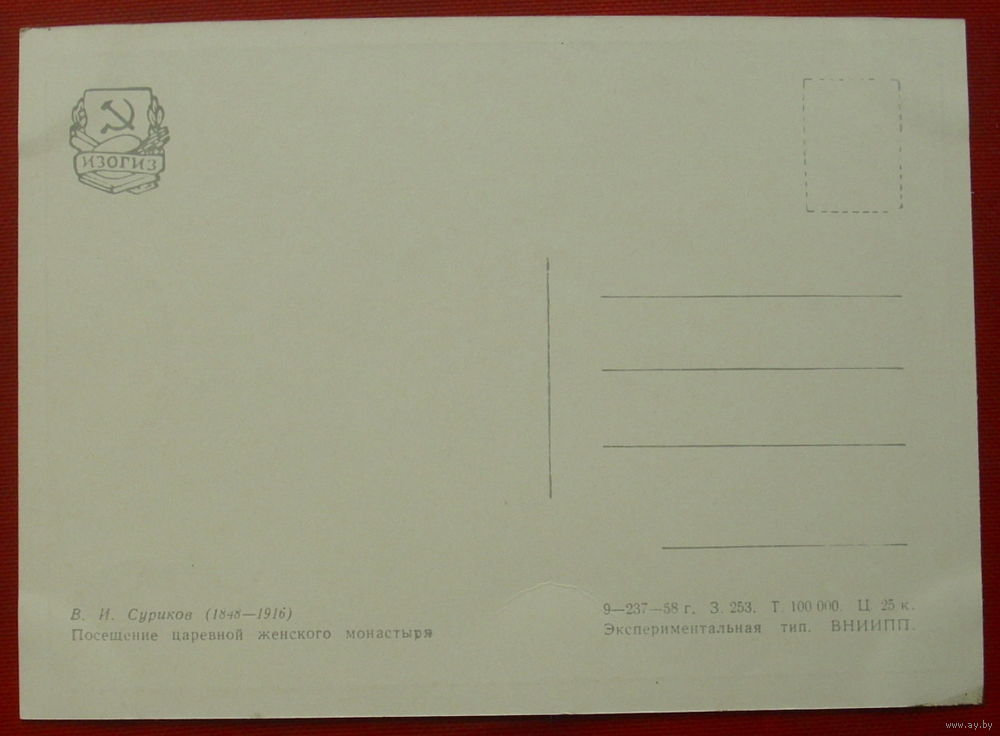 ИЗОГИЗ
В. И. Суриков (1848—1916)
Посещение царевной женского монастыря
9—237—58 г. З. 253. Т. 100 000. Ц. 25 к.
Экспериментальная тип. ВНИИПП.
www.ay.by